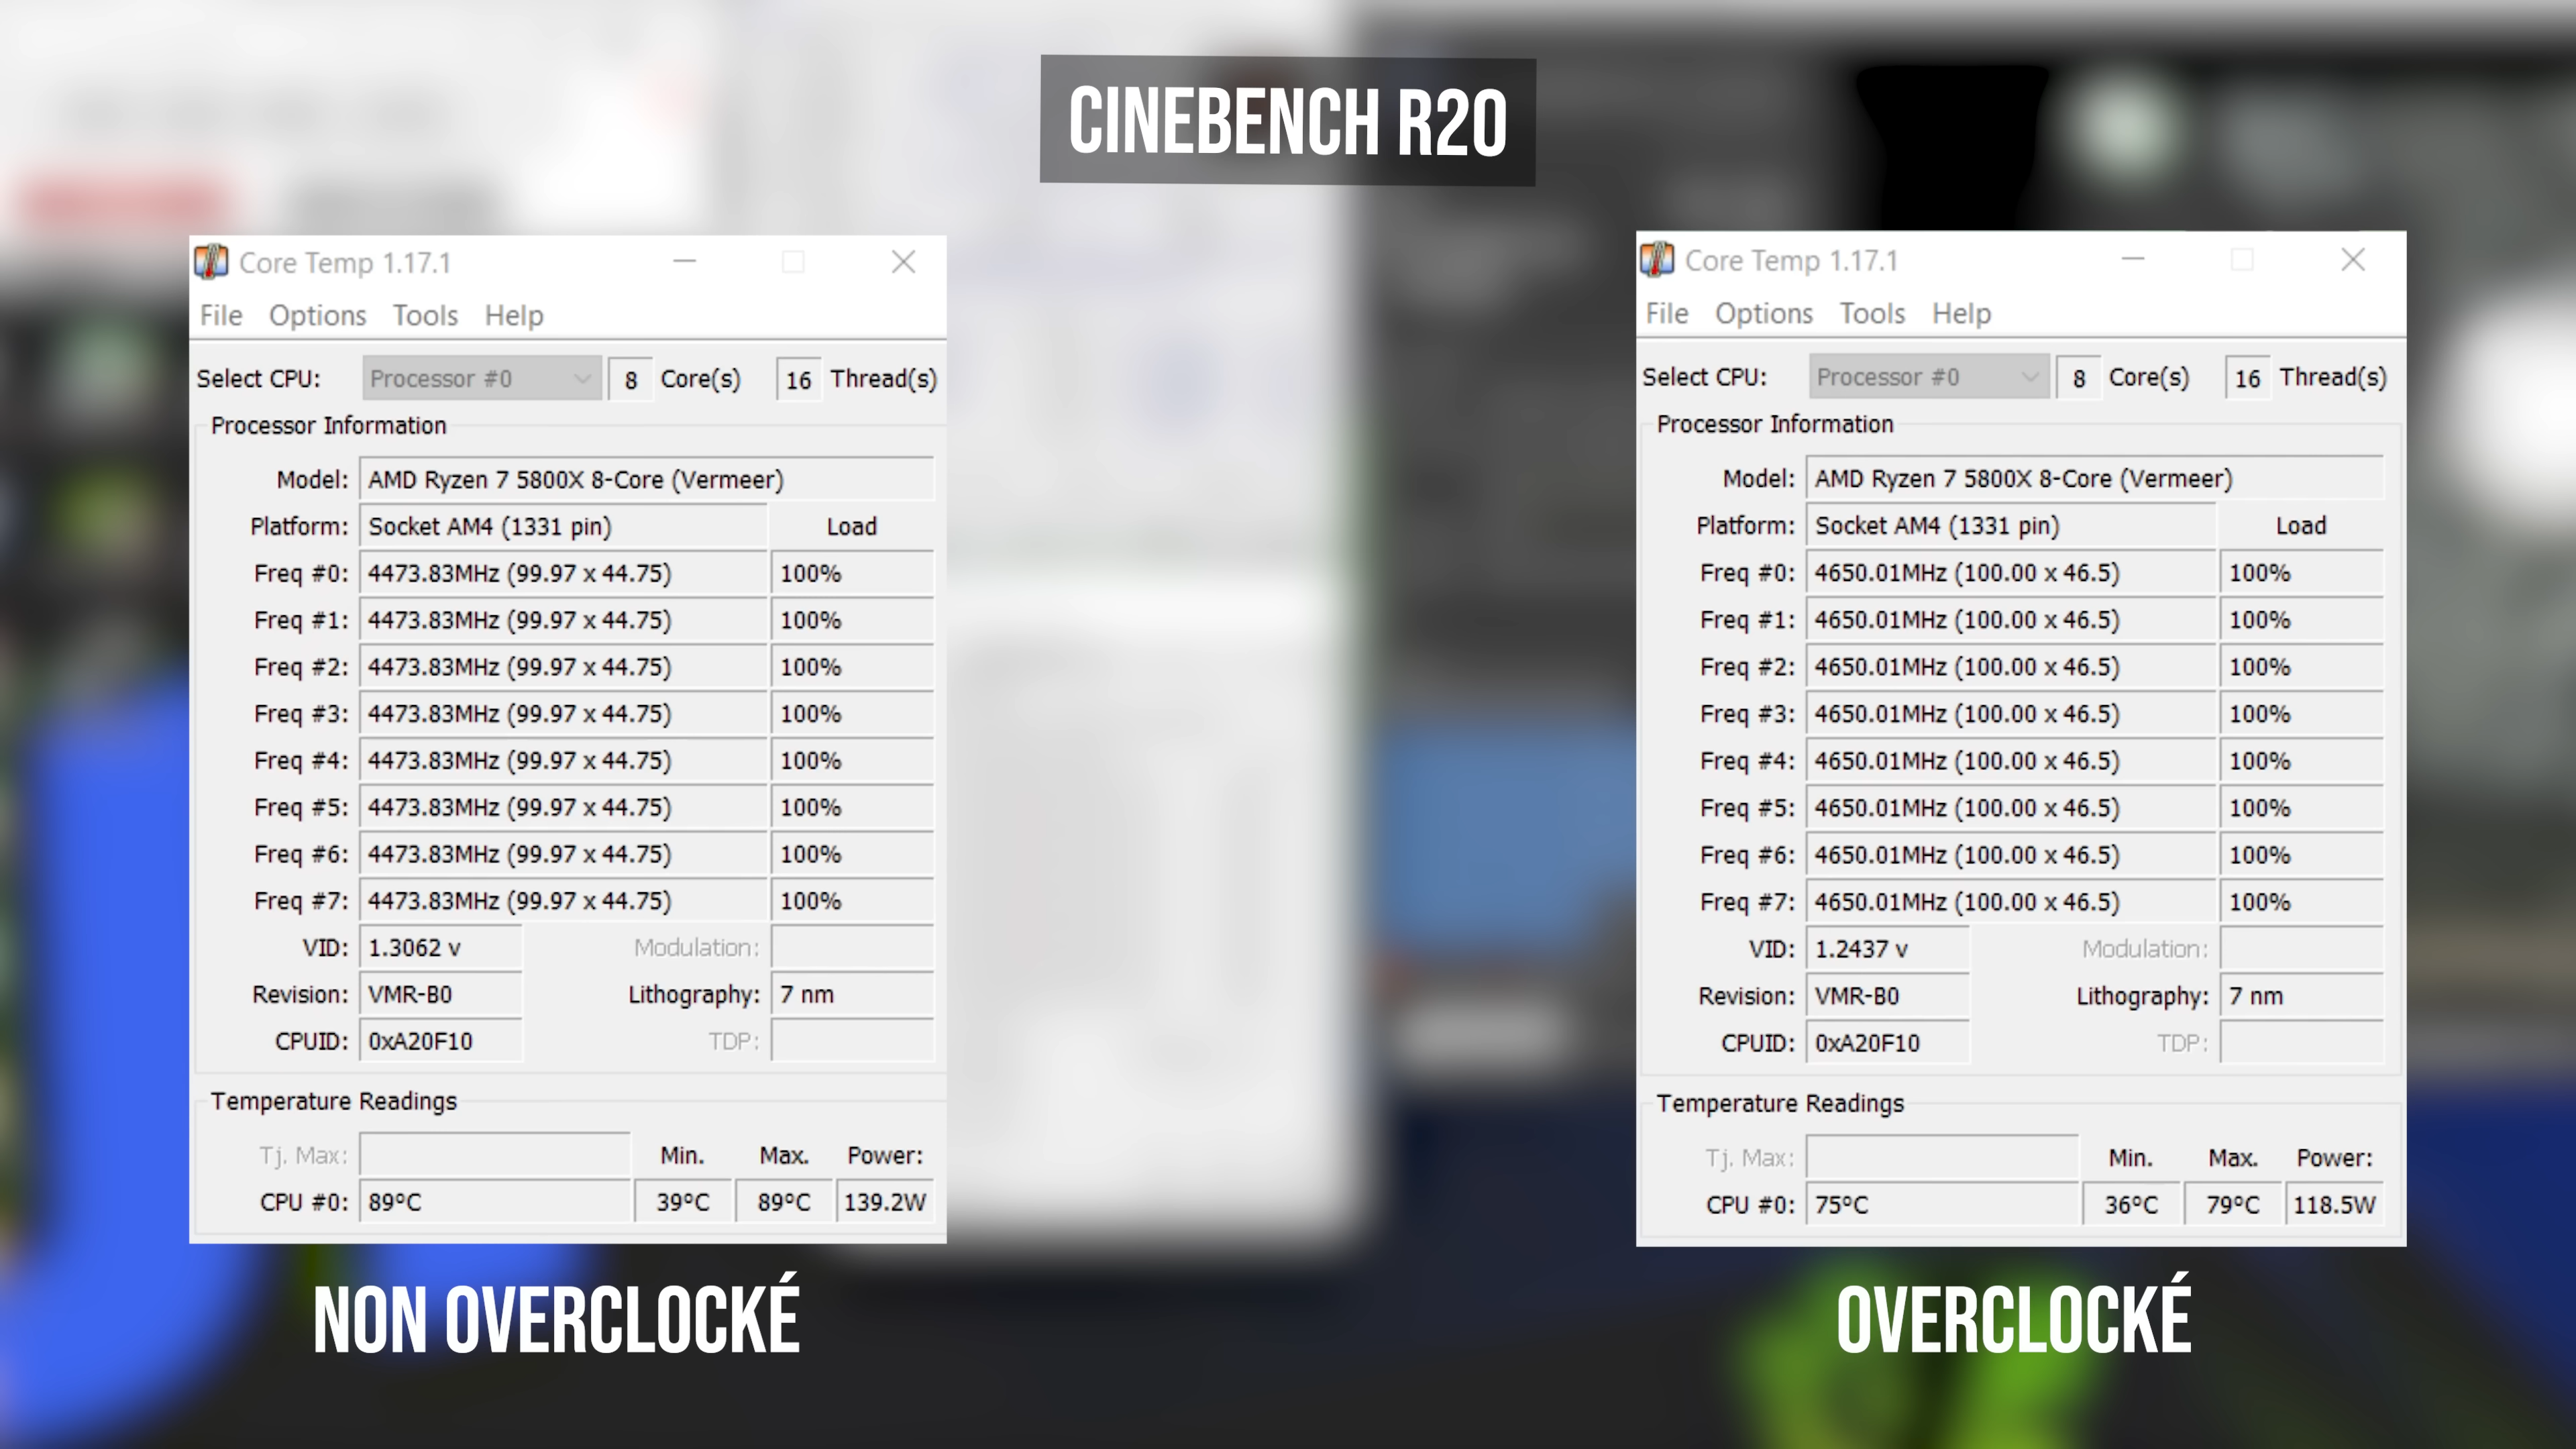 CINEBENCH R20
Core Temp 1.17.1
File Options Tools Help
Select CPU: Processor #0 8 Core(s) 16 Thread(s)
Processor Information
Model: AMD Ryzen 7 5800X 8-Core (Vermeer)
Platform: Socket AM4 (1331 pin) Load
Freq #0: 4473.83MHz (99.97 x 44.75) 100%
Freq #1: 4473.83MHz (99.97 x 44.75) 100%
Freq #2: 4473.83MHz (99.97 x 44.75) 100%
Freq #3: 4473.83MHz (99.97 x 44.75) 100%
Freq #4: 4473.83MHz (99.97 x 44.75) 100%
Freq #5: 4473.83MHz (99.97 x 44.75) 100%
Freq #6: 4473.83MHz (99.97 x 44.75) 100%
Freq #7: 4473.83MHz (99.97 x 44.75) 100%
VID: 1.3062 v Modulation:
Revision: VMR-B0 Lithography: 7 nm
CPUID: 0xA20F10 TDP:
Temperature Readings
Tj. Max: Min. Max. Power:
CPU #0: 89°C 39°C 89°C 139.2W
NON OVERCLOCKÉ
Core Temp 1.17.1
File Options Tools Help
Select CPU: Processor #0 8 Core(s) 16 Thread(s)
Processor Information
Model: AMD Ryzen 7 5800X 8-Core (Vermeer)
Platform: Socket AM4 (1331 pin) Load
Freq #0: 4650.01MHz (100.00 x 46.5) 100%
Freq #1: 4650.01MHz (100.00 x 46.5) 100%
Freq #2: 4650.01MHz (100.00 x 46.5) 100%
Freq #3: 4650.01MHz (100.00 x 46.5) 100%
Freq #4: 4650.01MHz (100.00 x 46.5) 100%
Freq #5: 4650.01MHz (100.00 x 46.5) 100%
Freq #6: 4650.01MHz (100.00 x 46.5) 100%
Freq #7: 4650.01MHz (100.00 x 46.5) 100%
VID: 1.2437 v Modulation:
Revision: VMR-B0 Lithography: 7 nm
CPUID: 0xA20F10 TDP:
Temperature Readings
Tj. Max: Min. Max. Power:
CPU #0: 75°C 36°C 79°C 118.5W
OVERCLOCKÉ